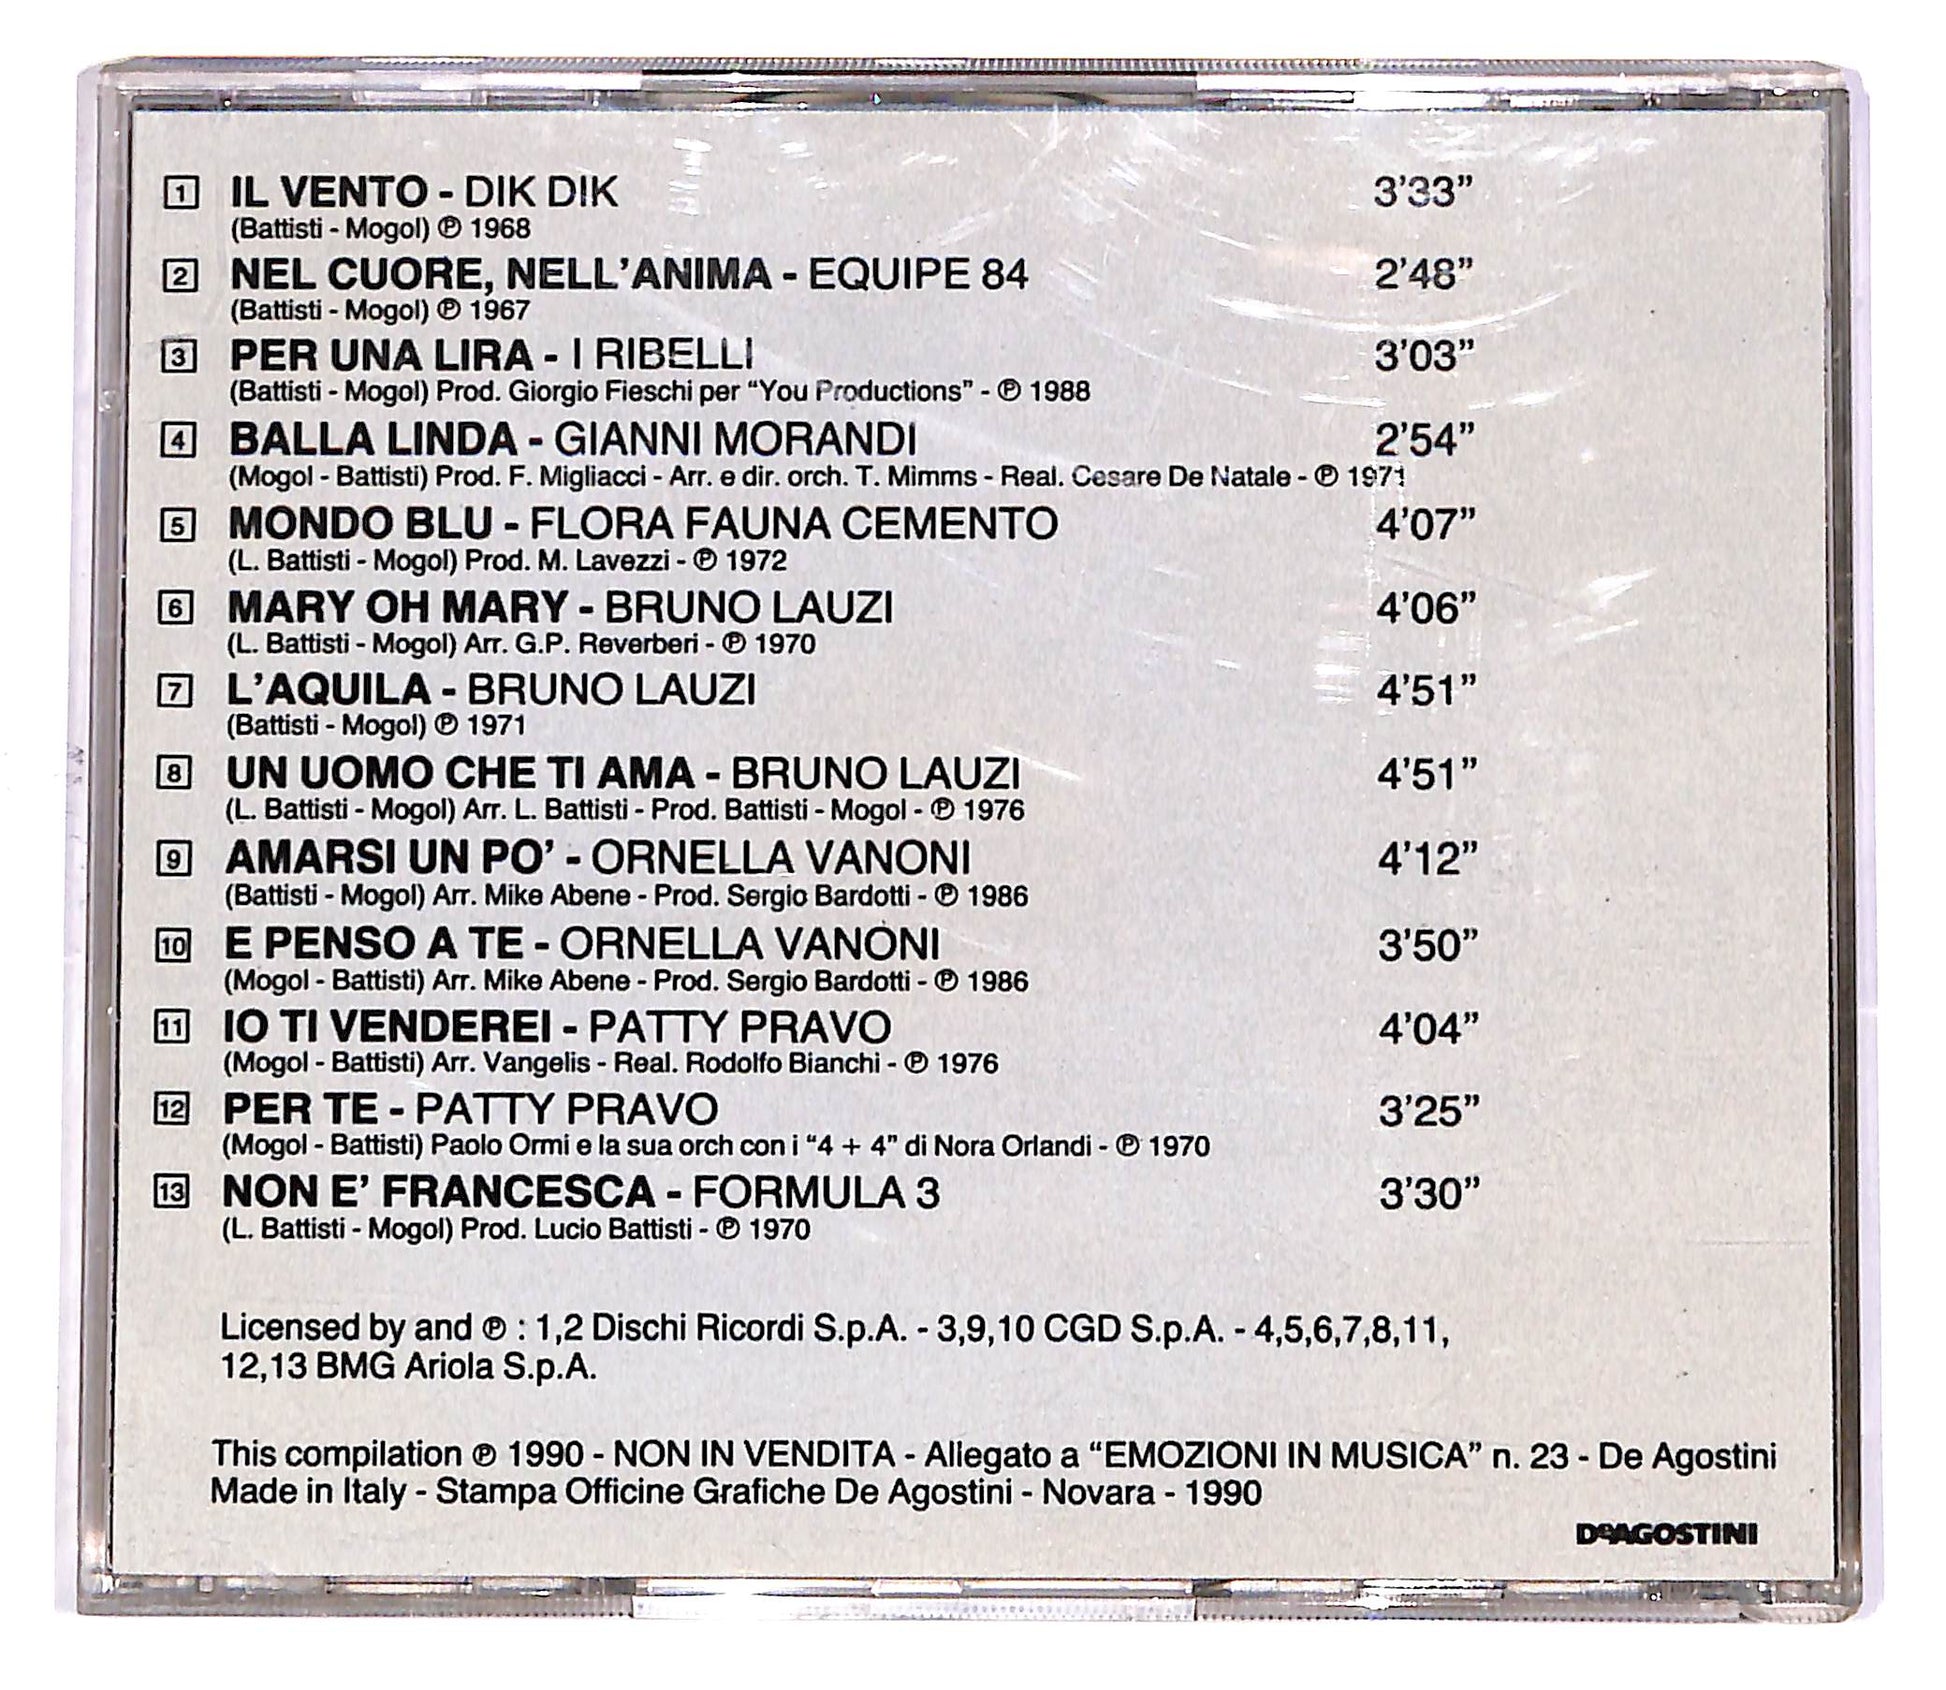 1 IL VENTO - DIK DIK 3'33”
(Battisti - Mogol) ℗ 1968
2 NEL CUORE, NELL'ANIMA - EQUIPE 84 2'48”
(Battisti - Mogol) ℗ 1967
3 PER UNA LIRA - I RIBELLI 3'03”
(Battisti - Mogol) Prod. Giorgio Fieschi per “You Productions” - ℗ 1988
4 BALLA LINDA - GIANNI MORANDI 2'54”
(Mogol - Battisti) Prod. F. Migliacci - Arr. e dir. orch. T. Mimms - Real. Cesare De Natale - ℗ 1971
5 MONDO BLU - FLORA FAUNA CEMENTO 4'07”
(L. Battisti - Mogol) Prod. M. Lavezzi - ℗ 1972
6 MARY OH MARY - BRUNO LAUZI 4'06”
(L. Battisti - Mogol) Arr. G.P. Reverberi - ℗ 1970
7 L'AQUILA - BRUNO LAUZI 4'51”
(Battisti - Mogol) ℗ 1971
8 UN UOMO CHE TI AMA - BRUNO LAUZI 4'51”
(L. Battisti - Mogol) Arr. L. Battisti - Prod. Battisti - Mogol - ℗ 1976
9 AMARSI UN PO' - ORNELLA VANONI 4'12”
(Battisti - Mogol) Arr. Mike Abene - Prod. Sergio Bardotti - ℗ 1986
10 E PENSO A TE - ORNELLA VANONI 3'50”
(Mogol - Battisti) Arr. Mike Abene - Prod. Sergio Bardotti - ℗ 1986
11 IO TI VENDEREI - PATTY PRAVO 4'04”
(Mogol - Battisti) Arr. Vangelis - Real. Rodolfo Bianchi - ℗ 1976
12 PER TE - PATTY PRAVO 3'25”
(Mogol - Battisti) Paolo Ormi e la sua orch con i “4 + 4” di Nora Orlandi - ℗ 1970
13 NON E' FRANCESCA - FORMULA 3 3'30”
(L. Battisti - Mogol) Prod. Lucio Battisti - ℗ 1970
Licensed by and ℗ : 1,2 Dischi Ricordi S.p.A. - 3,9,10 CGD S.p.A. - 4,5,6,7,8,11,
12,13 BMG Ariola S.p.A.
This compilation ℗ 1990 - NON IN VENDITA - Allegato a “EMOZIONI IN MUSICA” n. 23 - De Agostini
Made in Italy - Stampa Officine Grafiche De Agostini - Novara - 1990
DeAGOSTINI